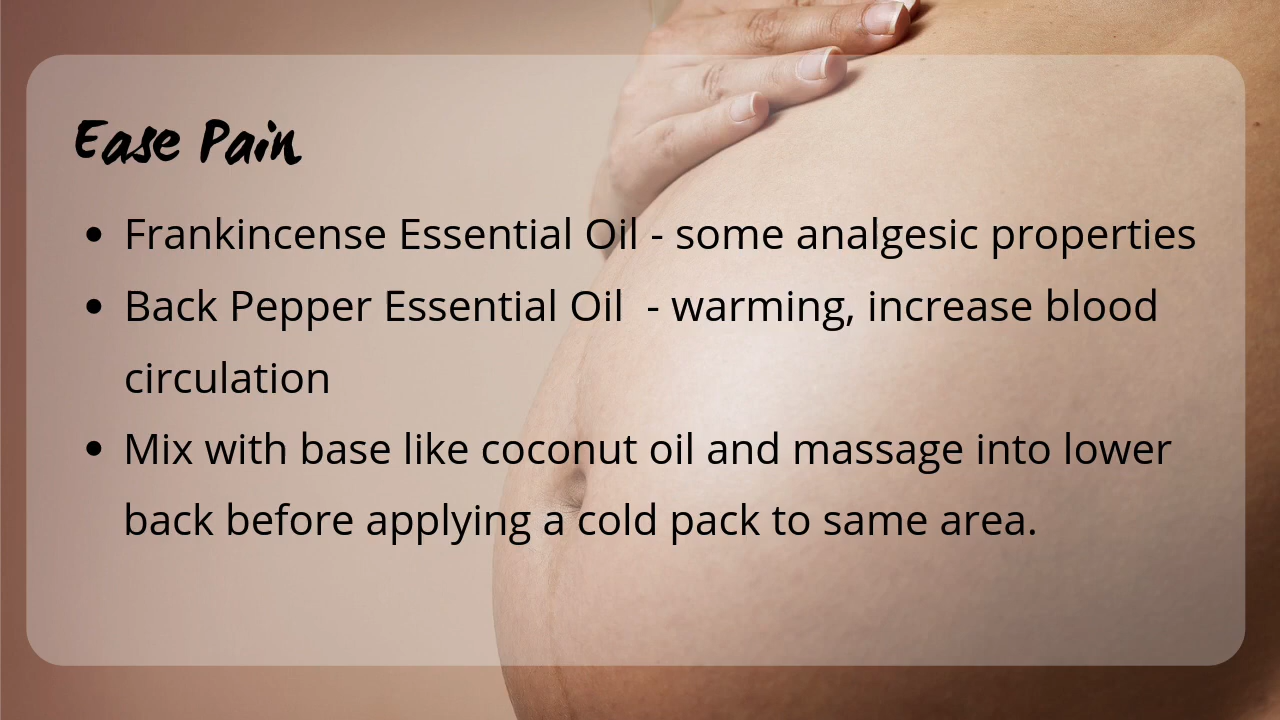 Ease Pain
• Frankincense Essential Oil - some analgesic properties
• Back Pepper Essential Oil  - warming, increase blood
circulation
• Mix with base like coconut oil and massage into lower
back before applying a cold pack to same area.